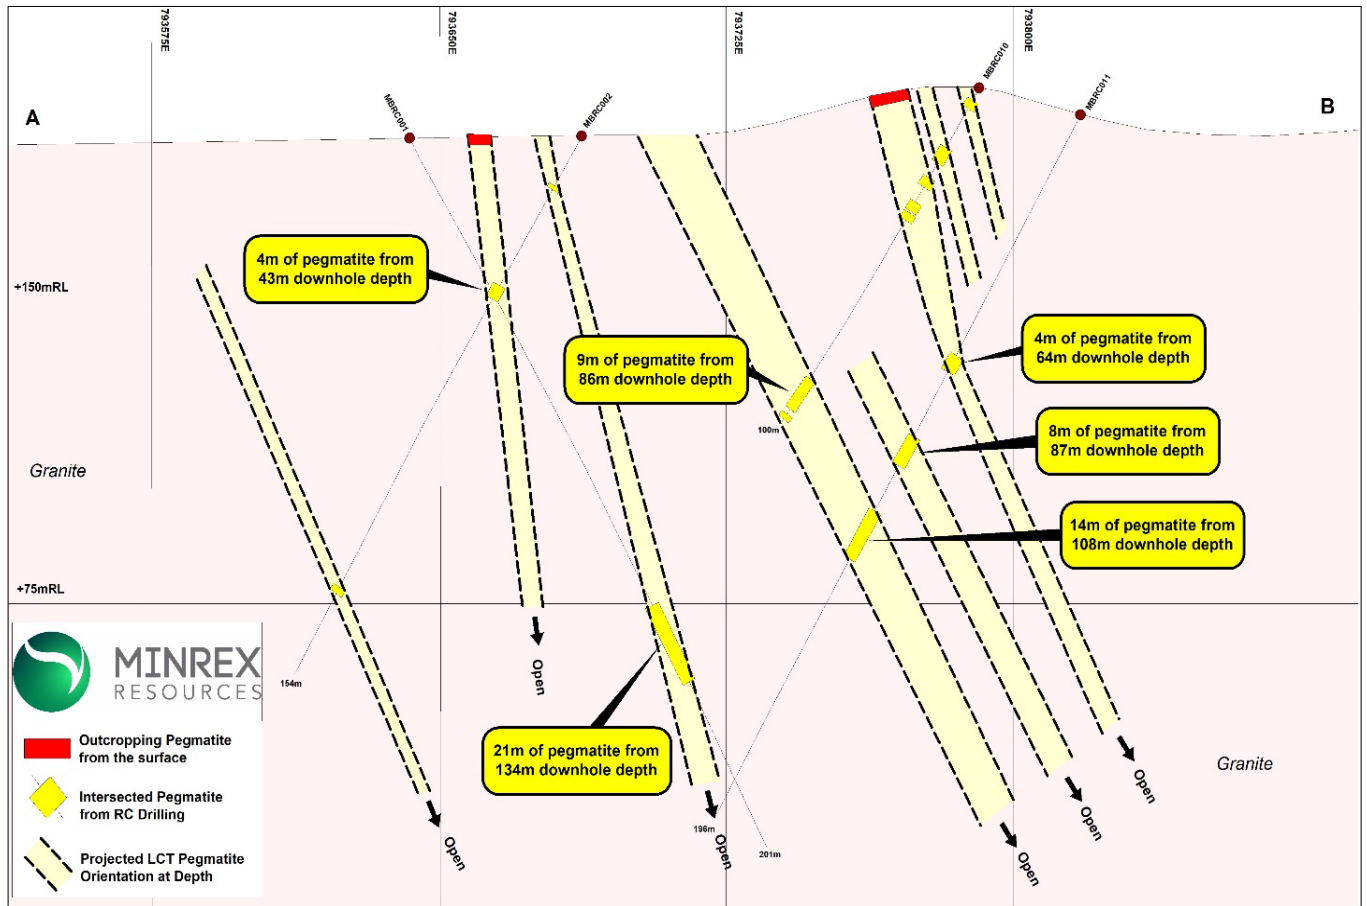 793575E
793650E
793725E
793800E
MBRC001
MBRC002
MBRC010
MBRC011
A
B
4m of pegmatite from
43m downhole depth
+150mRL
9m of pegmatite from
86m downhole depth
4m of pegmatite from
64m downhole depth
100m
8m of pegmatite from
87m downhole depth
Granite
14m of pegmatite from
108m downhole depth
+75mRL
MINREX
RESOURCES
154m
Open
21m of pegmatite from
134m downhole depth
Outcropping Pegmatite
from the surface
Intersected Pegmatite
from RC Drilling
Projected LCT Pegmatite
Orientation at Depth
Open
196m
Open
201m
Open
Open
Open
Granite